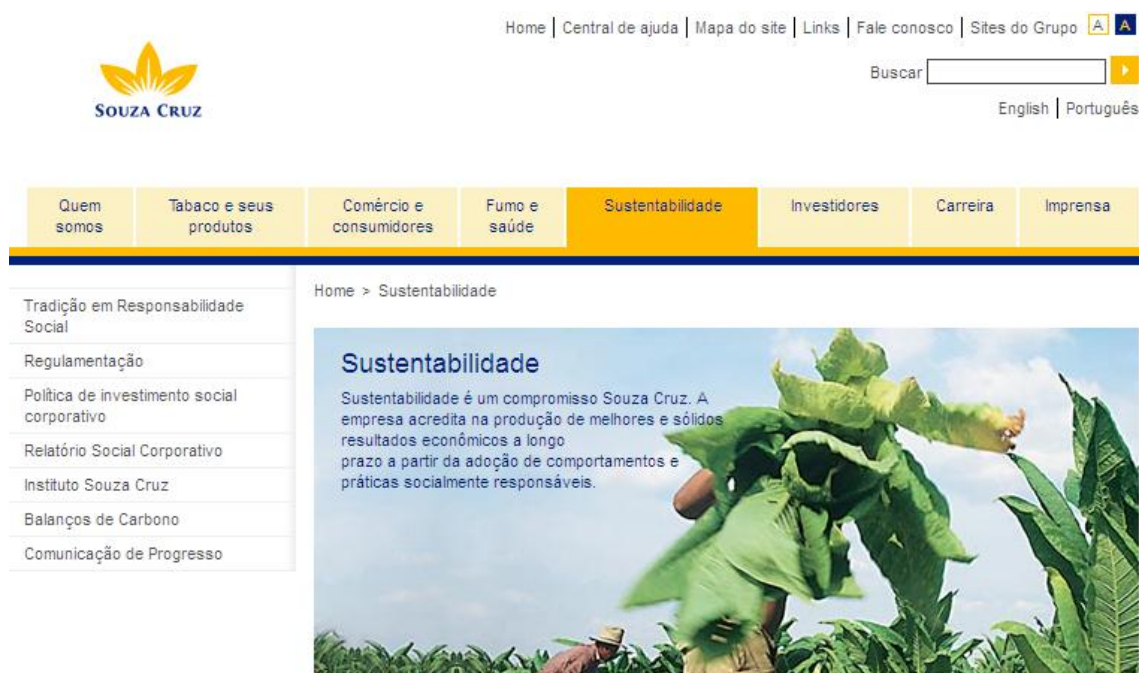 Home | Central de ajuda | Mapa do site | Links | Fale conosco | Sites do Grupo A A
Buscar
SOUZA CRUZ
English | Português
Quem somos
Tabaco e seus produtos
Comércio e consumidores
Fumo e saúde
Sustentabilidade
Investidores
Carreira
Imprensa
Home > Sustentabilidade
Tradição em Responsabilidade
Social
Regulamentação
Política de investimento social
corporativo
Relatório Social Corporativo
Instituto Souza Cruz
Balanços de Carbono
Comunicação de Progresso
Sustentabilidade
Sustentabilidade é um compromisso Souza Cruz. A
empresa acredita na produção de melhores e sólidos
resultados econômicos a longo
prazo a partir da adoção de comportamentos e
práticas socialmente responsáveis.